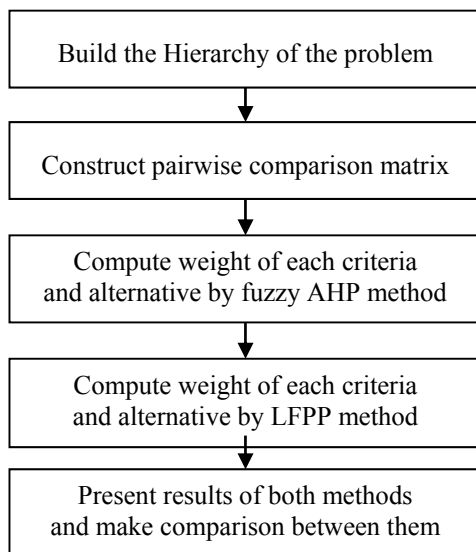 Build the Hierarchy of the problem
Construct pairwise comparison matrix
Compute weight of each criteria
and alternative by fuzzy AHP method
Compute weight of each criteria
and alternative by LFPP method
Present results of both methods
and make comparison between them